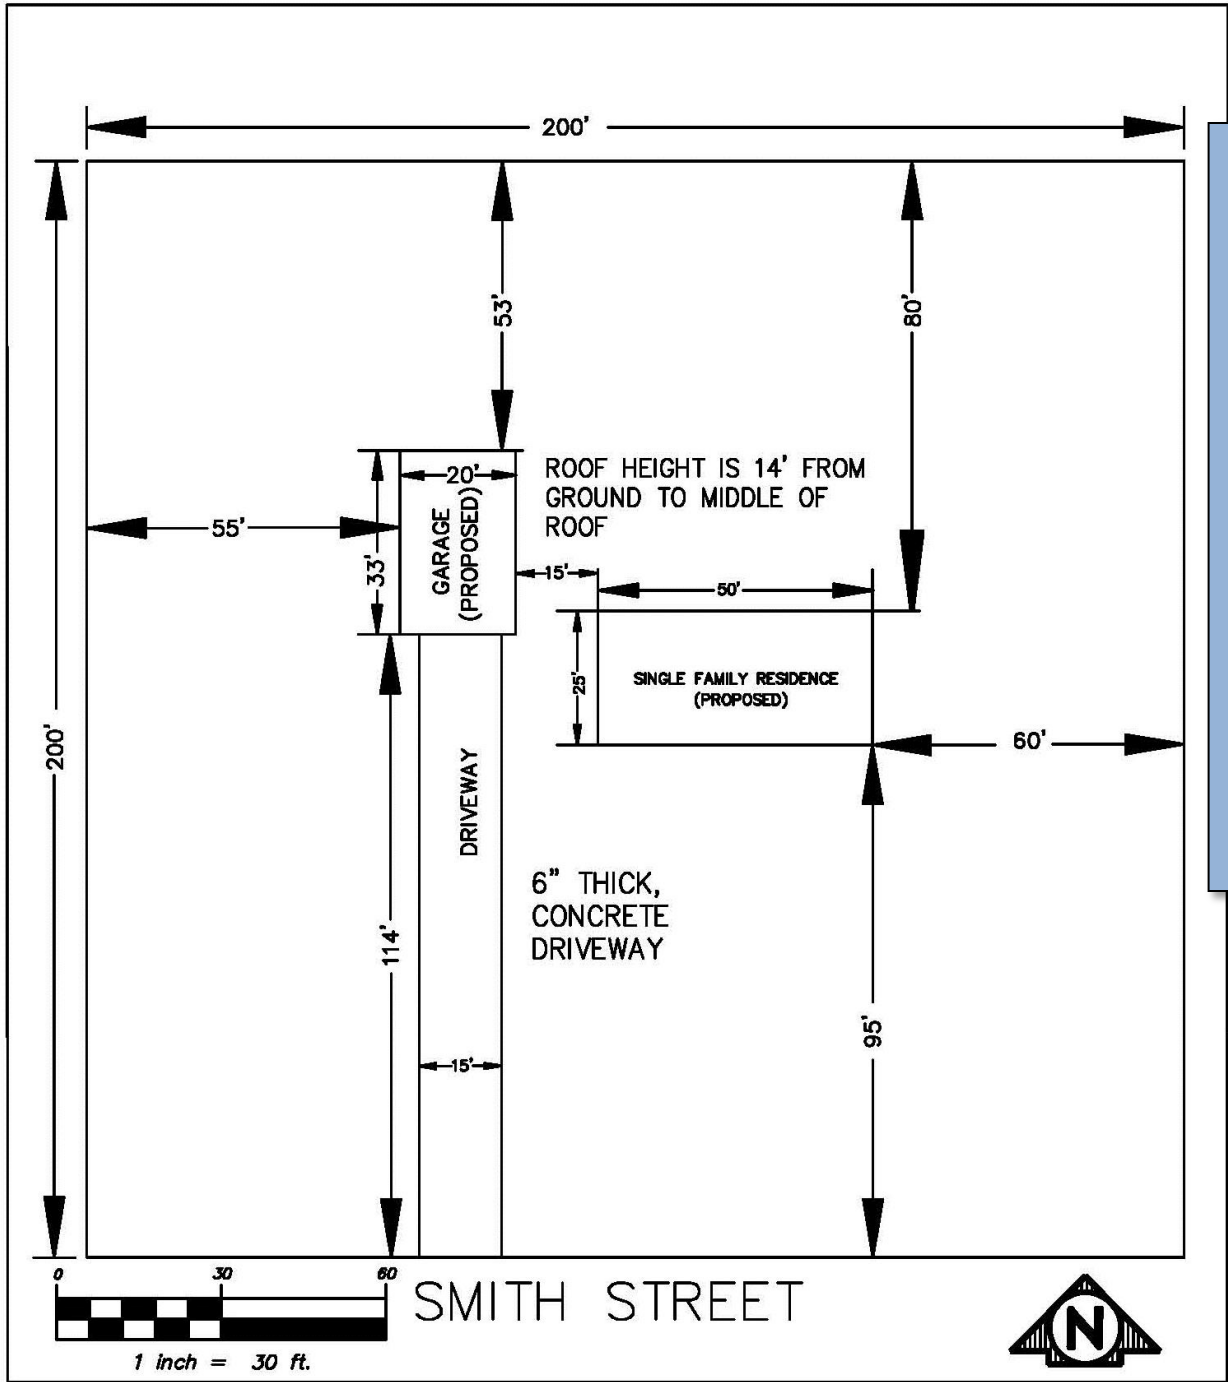 200'
53'
80'
20'
ROOF HEIGHT IS 14' FROM
GROUND TO MIDDLE OF
ROOF
55'
33'
GARAGE
(PROPOSED)
15'
50'
25'
SINGLE FAMILY RESIDENCE
(PROPOSED)
200'
60'
DRIVEWAY
6" THICK,
CONCRETE
DRIVEWAY
114'
95'
15'
0 30 60
SMITH STREET
N
1 inch = 30 ft.